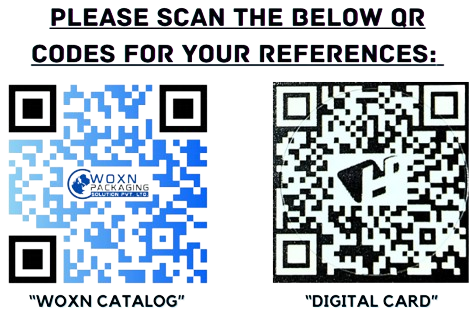 PLEASE SCAN THE BELOW QR
CODES FOR YOUR REFERENCES:
WOXN
PACKAGING
SOLUTION PVT. LTD.
"WOXN CATALOG"
"DIGITAL CARD"